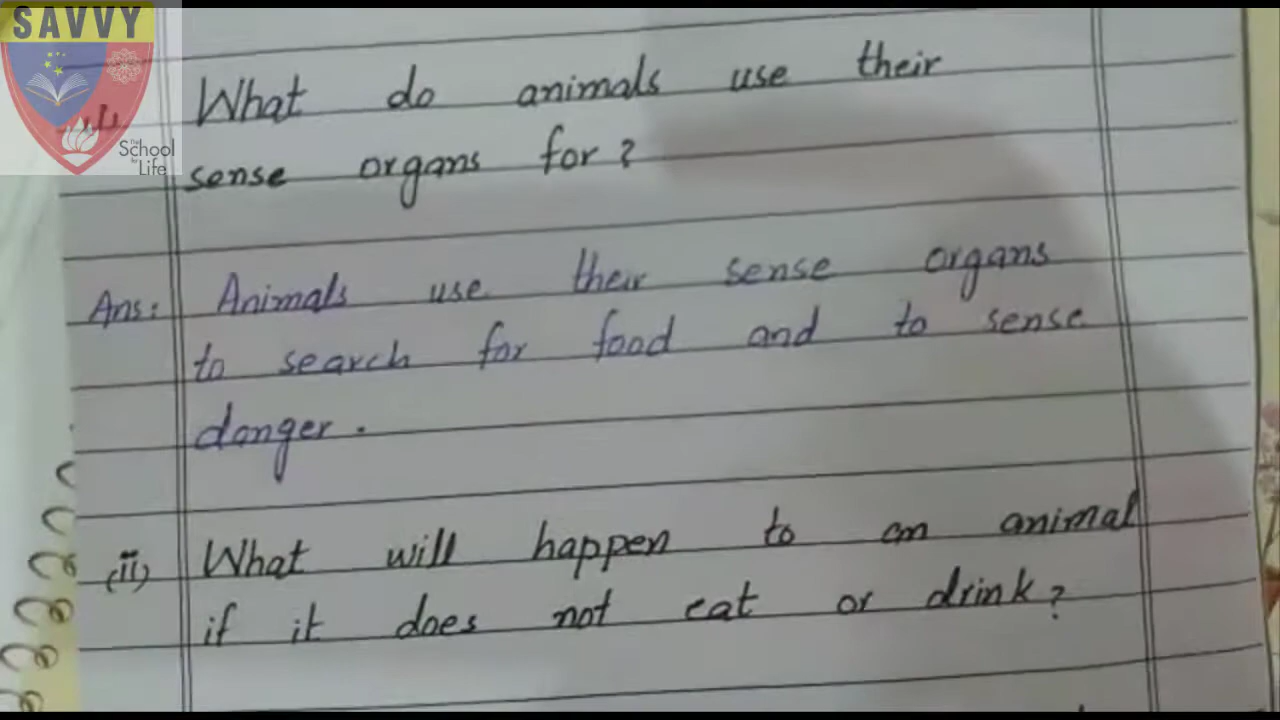 SAVVY
The School for Life
What do animals use their
sense organs for?
Ans: Animals use their sense organs
to search for food and to sense
danger.
(ii) What will happen to an animal
if it does not eat or drink?